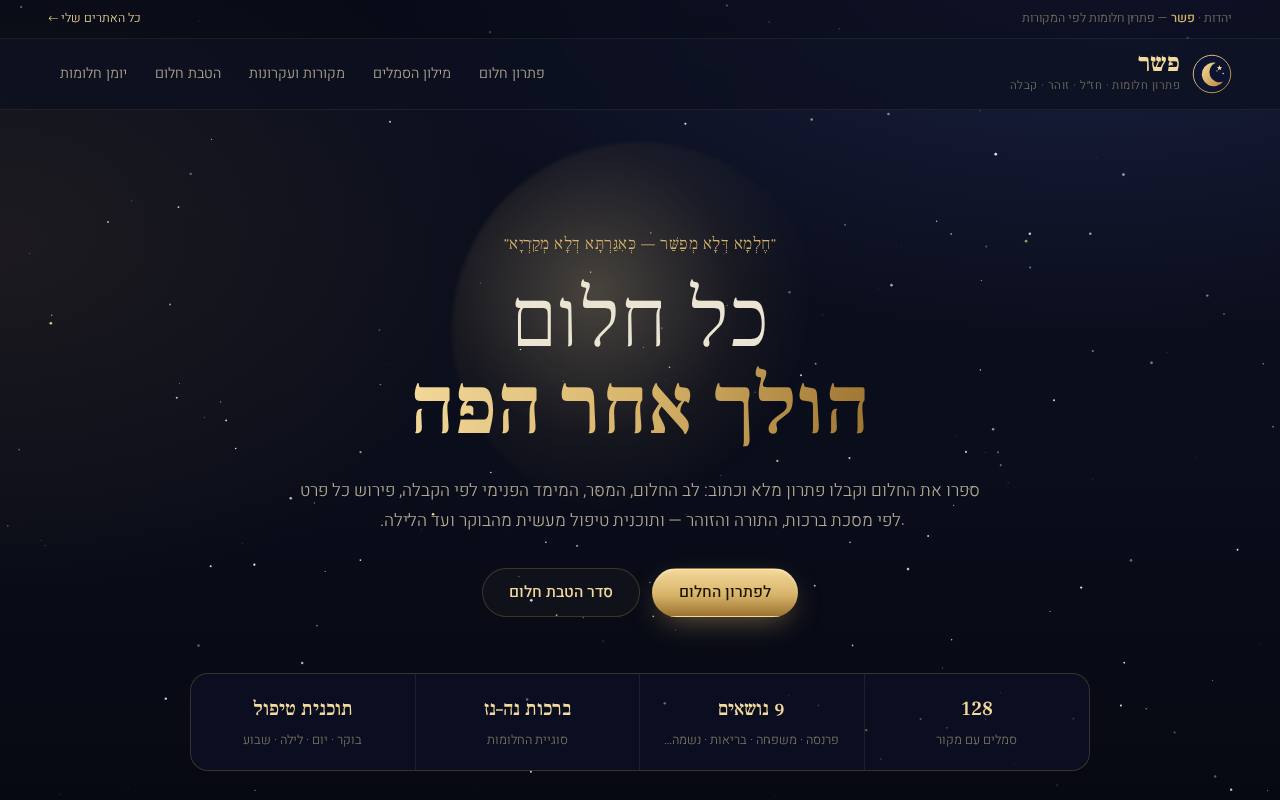 יהדות · פשר — פתרון חלומות לפי המקורות
כל האתרים שלי ←
פשר
פתרון חלומות · חז״ל · זוהר · קבלה
פתרון חלום
מילון הסמלים
מקורות ועקרונות
הטבת חלום
יומן חלומות
״חֶלְמָא דְּלָא מְפַשַּׁר — כְּאִגַּרְתָּא דְּלָא מְקַרְיָא״
כל חלום
הולך אחר הפה
ספרו את החלום וקבלו פתרון מלא וכתוב: לב החלום, המסר, המימד הפנימי לפי הקבלה, פירוש כל פרט
לפי מסכת ברכות, התורה והזוהר — ותוכנית טיפול מעשית מהבוקר ועד הלילה.
לפתרון החלום
סדר הטבת חלום
128
סמלים עם מקור
9 נושאים
פרנסה · משפחה · בריאות · נשמה...
ברכות נה–נז
סוגיית החלומות
תוכנית טיפול
בוקר · יום · לילה · שבוע